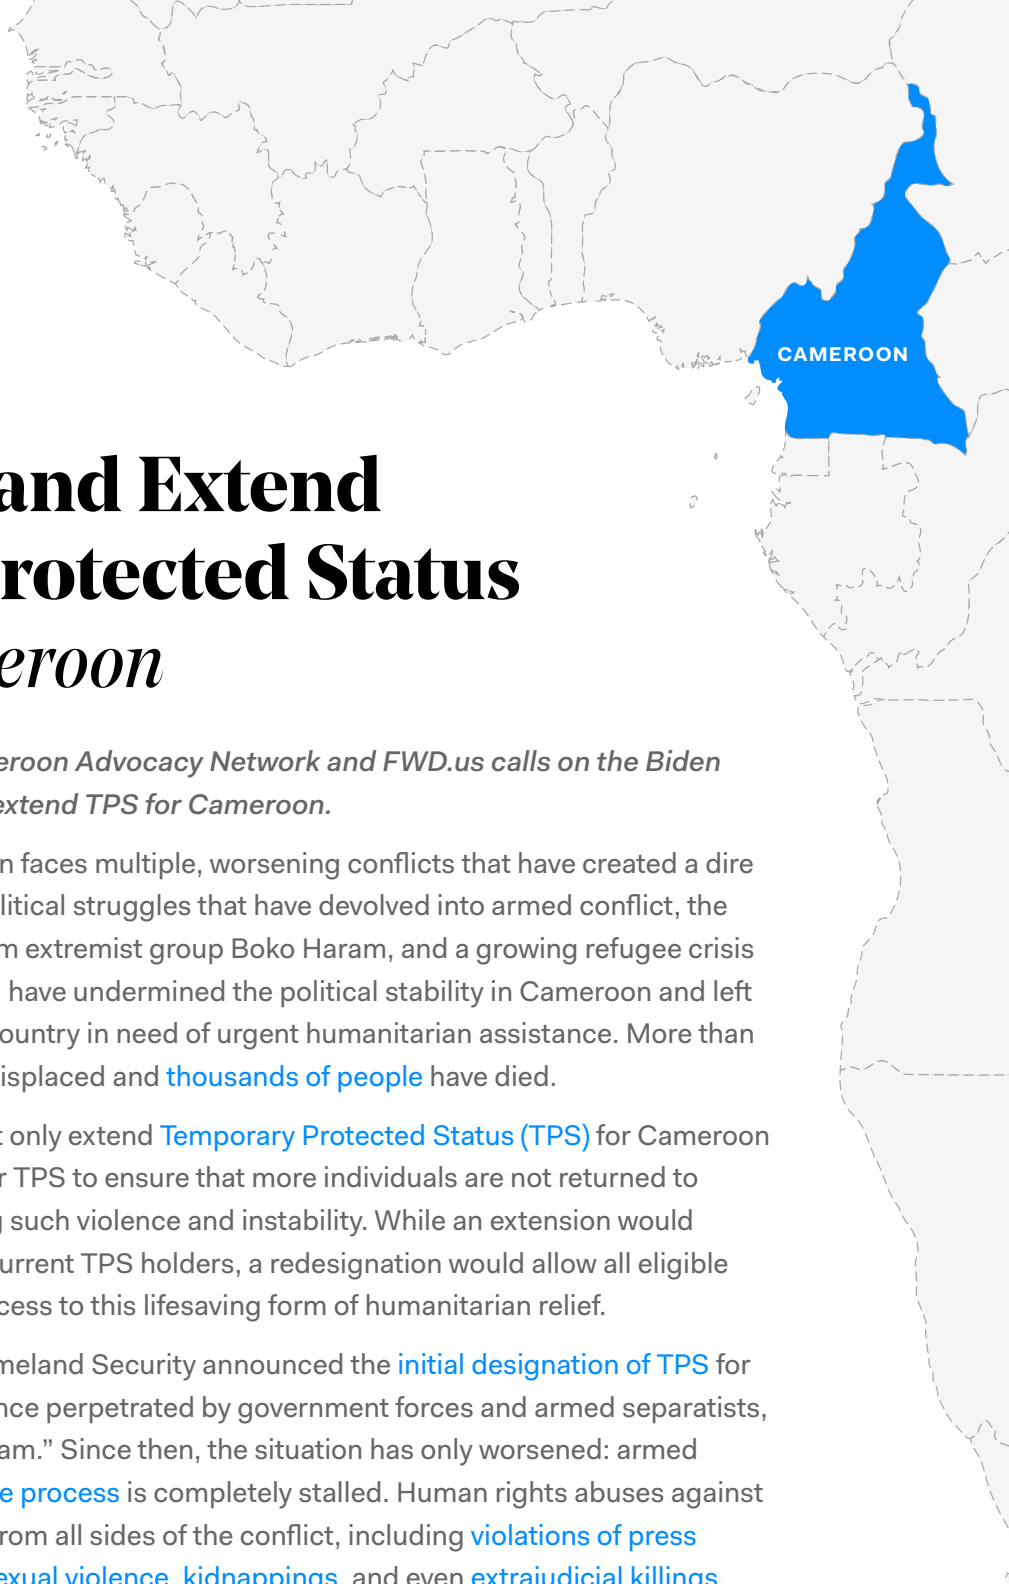 CAMEROON
and Extend
rotected Status
eroon
eroon Advocacy Network and FWD.us calls on the Biden
extend TPS for Cameroon.
n faces multiple, worsening conflicts that have created a dire
litical struggles that have devolved into armed conflict, the
m extremist group Boko Haram, and a growing refugee crisis
have undermined the political stability in Cameroon and left
ountry in need of urgent humanitarian assistance. More than
isplaced and thousands of people have died.
t only extend Temporary Protected Status (TPS) for Cameroon
r TPS to ensure that more individuals are not returned to
g such violence and instability. While an extension would
urrent TPS holders, a redesignation would allow all eligible
cess to this lifesaving form of humanitarian relief.
meland Security announced the initial designation of TPS for
nce perpetrated by government forces and armed separatists,
am.” Since then, the situation has only worsened: armed
e process is completely stalled. Human rights abuses against
rom all sides of the conflict, including violations of press
exual violence, kidnappings, and even extrajudicial killings